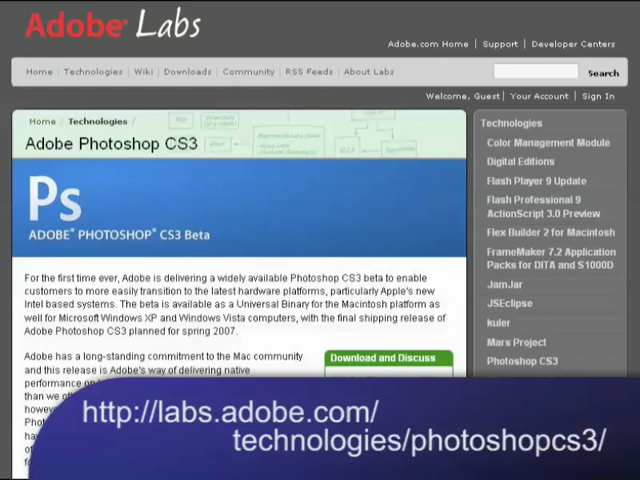 Adobe Labs
Adobe.com Home | Support | Developer Centers
Home | Technologies | Wiki | Downloads | Community | RSS Feeds | About Labs
Search
Welcome, Guest | Your Account | Sign In
Home / Technologies /
Adobe Photoshop CS3
Ps
ADOBE® PHOTOSHOP® CS3 Beta
For the first time ever, Adobe is delivering a widely available Photoshop CS3 beta to enable
customers to more easily transition to the latest hardware platforms, particularly Apple's new
Intel based systems. The beta is available as a Universal Binary for the Macintosh platform as
well for Microsoft Windows XP and Windows Vista computers, with the final shipping release of
Adobe Photoshop CS3 planned for spring 2007.
Adobe has a long-standing commitment to the Mac community
and this release is Adobe's way of delivering native
performance
than we
Download and Discuss
Technologies
Color Management Module
Digital Editions
Flash Player 9 Update
Flash Professional 9
ActionScript 3.0 Preview
Flex Builder 2 for Macintosh
FrameMaker 7.2 Application
Packs for DITA and S1000D
JamJar
JSEclipse
kuler
Mars Project
Photoshop CS3
http://labs.adobe.com/
technologies/photoshopcs3/